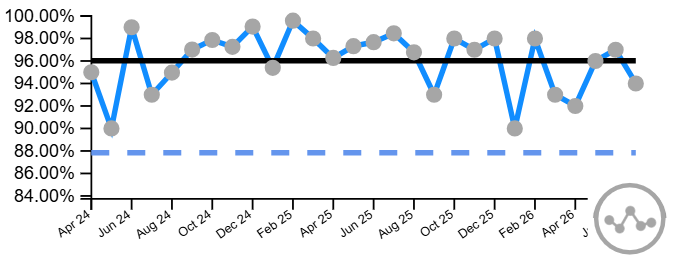 100.00%
98.00%
96.00%
94.00%
92.00%
90.00%
88.00%
86.00%
84.00%
Apr 24
Jun 24
Aug 24
Oct 24
Dec 24
Feb 25
Apr 25
Jun 25
Aug 25
Oct 25
Dec 25
Feb 26
Apr 26